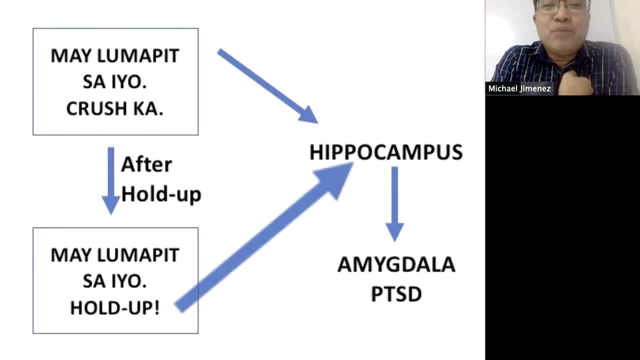 MAY LUMAPIT
SA IYO.
CRUSH KA.
After
Hold-up
MAY LUMAPIT
SA IYO.
HOLD-UP!
HIPPOCAMPUS
AMYGDALA
PTSD
Michael Jimenez